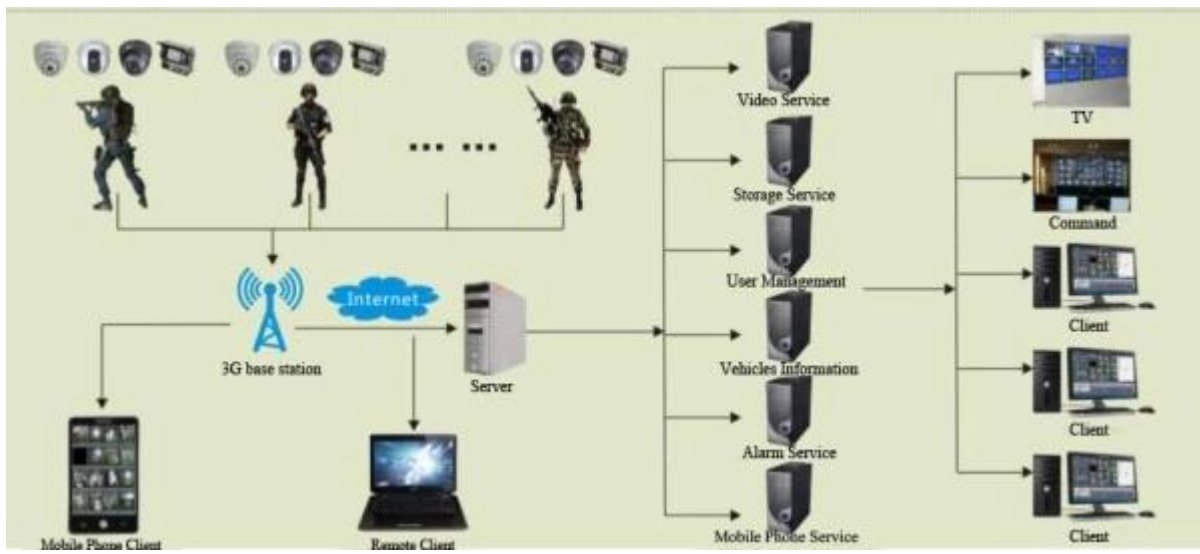 Video Service
TV
Storage Service
Command
User Management
Internet
3G base station
Server
Vehicles Information
Client
Client
Alarm Service
Mobile Phone Client
Remote Client
Mobile Phone Service
Client